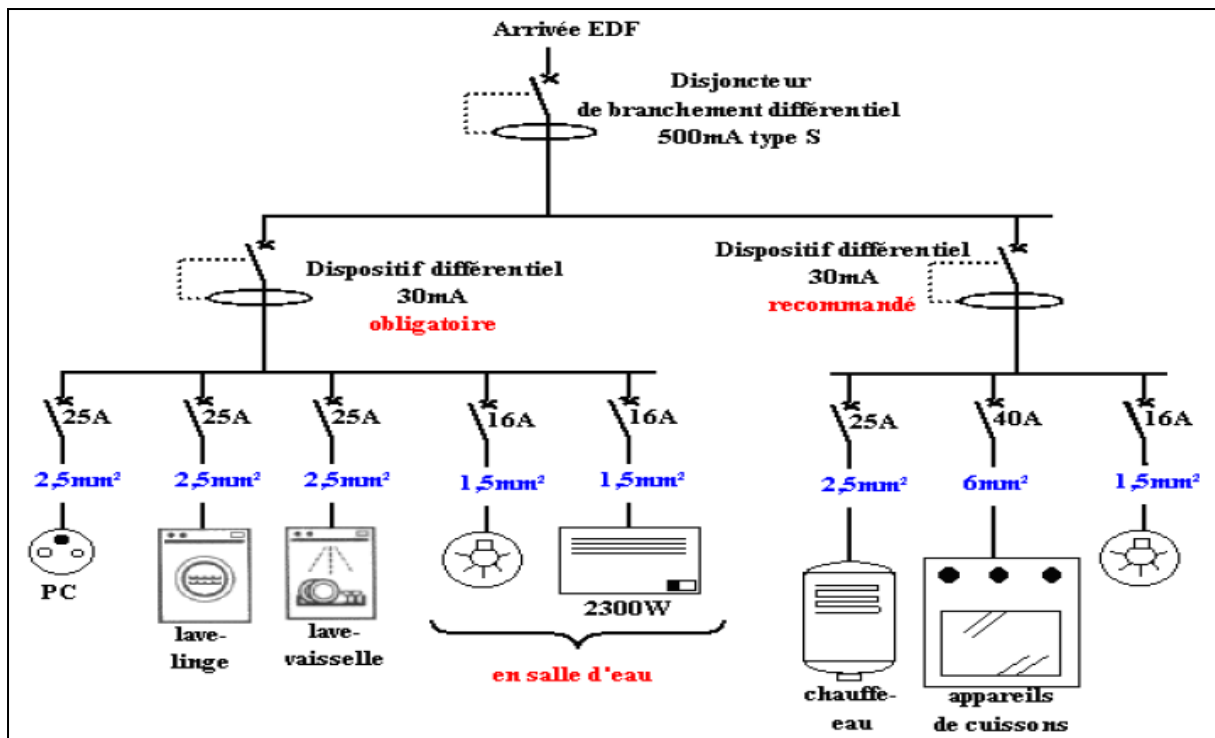 Arrivée EDF
Disjoncteur
de branchement différentiel
500mA type S
Dispositif différentiel
30mA
obligatoire
Dispositif différentiel
30mA
recommandé
25A
25A
25A
16A
16A
25A
40A
16A
2,5mm²
2,5mm²
2,5mm²
1,5mm²
1,5mm²
2,5mm²
6mm²
1,5mm²
PC
lave-
linge
lave-
vaisselle
2300W
en salle d'eau
chauffe-
eau
appareils
de cuissons